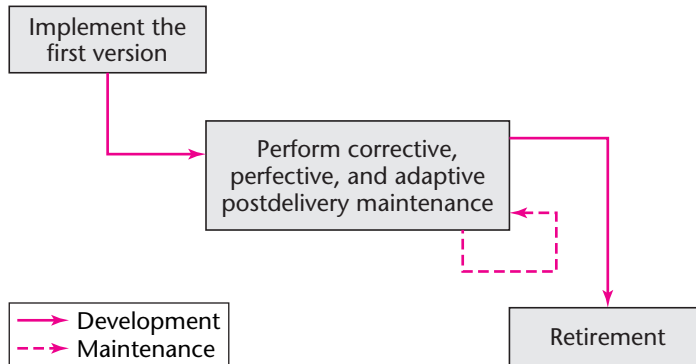 Implement the
first version
Perform corrective,
perfective, and adaptive
postdelivery maintenance
Development
Maintenance
Retirement